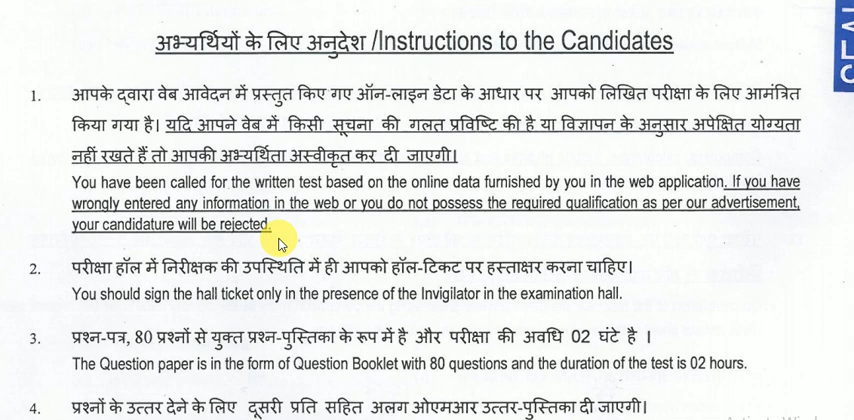 अभ्यर्थियों के लिए अनुदेश /Instructions to the Candidates
SEAL
1. आपके द्वारा वेब आवेदन में प्रस्तुत किए गए ऑन-लाइन डेटा के आधार पर आपको लिखित परीक्षा के लिए आमंत्रित
किया गया है। यदि आपने वेब में किसी सूचना की गलत प्रविष्टि की है या विज्ञापन के अनुसार अपेक्षित योग्यता
नहीं रखते हैं तो आपकी अभ्यर्थिता अस्वीकृत कर दी जाएगी।
You have been called for the written test based on the online data furnished by you in the web application. If you have
wrongly entered any information in the web or you do not possess the required qualification as per our advertisement,
your candidature will be rejected.
2. परीक्षा हॉल में निरीक्षक की उपस्थिति में ही आपको हॉल-टिकट पर हस्ताक्षर करना चाहिए।
You should sign the hall ticket only in the presence of the Invigilator in the examination hall.
3. प्रश्न-पत्र, 80 प्रश्नों से युक्त प्रश्न-पुस्तिका के रूप में है और परीक्षा की अवधि 02 घंटे है ।
The Question paper is in the form of Question Booklet with 80 questions and the duration of the test is 02 hours.
4. प्रश्नों के उत्तर देने के लिए दूसरी प्रति सहित अलग ओएमआर उत्तर-पुस्तिका दी जाएगी।